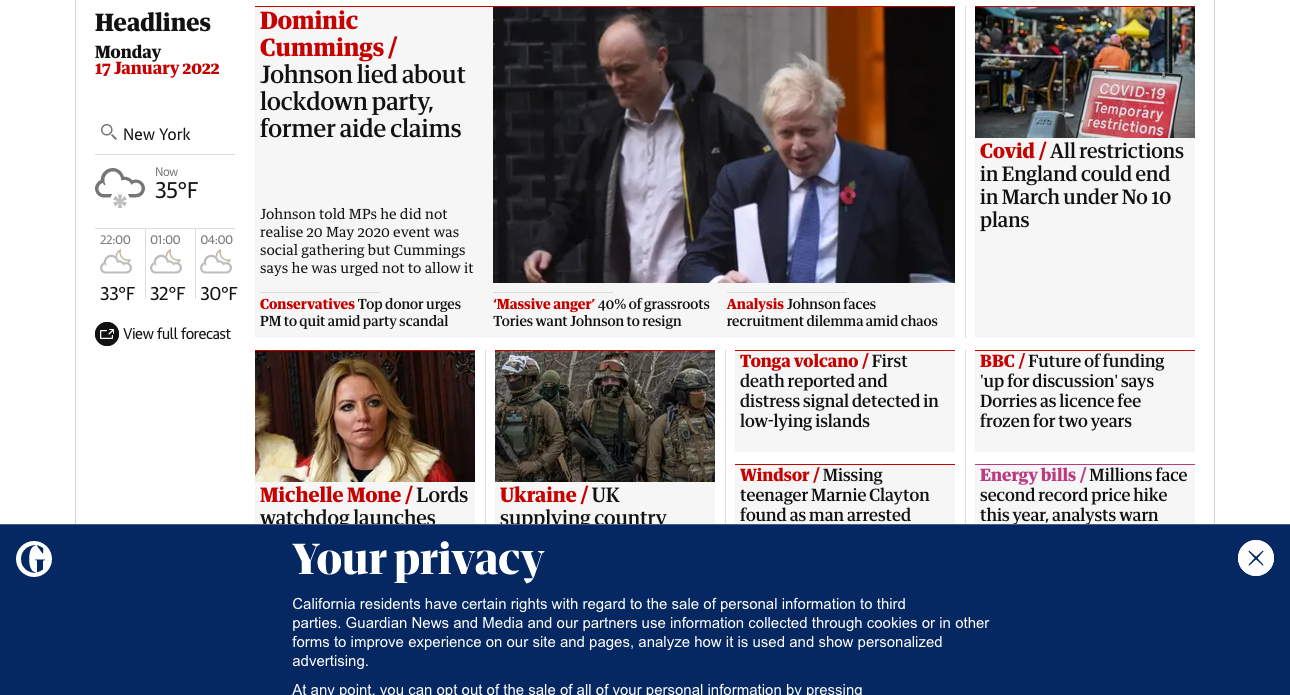 Headlines
Monday
17 January 2022
New York
Now
35°F
22:00
01:00
04:00
33°F
32°F
30°F
View full forecast
Dominic
Cummings /
Johnson lied about
lockdown party,
former aide claims
Johnson told MPs he did not
realise 20 May 2020 event was
social gathering but Cummings
says he was urged not to allow it
Conservatives Top donor urges
PM to quit amid party scandal
‘Massive anger’ 40% of grassroots
Tories want Johnson to resign
Analysis Johnson faces
recruitment dilemma amid chaos
COVID-19
Temporary
restrictions
Covid / All restrictions
in England could end
in March under No 10
plans
Michelle Mone / Lords
watchdog launches
Ukraine / UK
supplying country
Tonga volcano / First
death reported and
distress signal detected in
low-lying islands
Windsor / Missing
teenager Marnie Clayton
found as man arrested
BBC / Future of funding
'up for discussion' says
Dorries as licence fee
frozen for two years
Energy bills / Millions face
second record price hike
this year, analysts warn
G
Your privacy
California residents have certain rights with regard to the sale of personal information to third
parties. Guardian News and Media and our partners use information collected through cookies or in other
forms to improve experience on our site and pages, analyze how it is used and show personalized
advertising.
At any point, you can opt out of the sale of all of your personal information by pressing